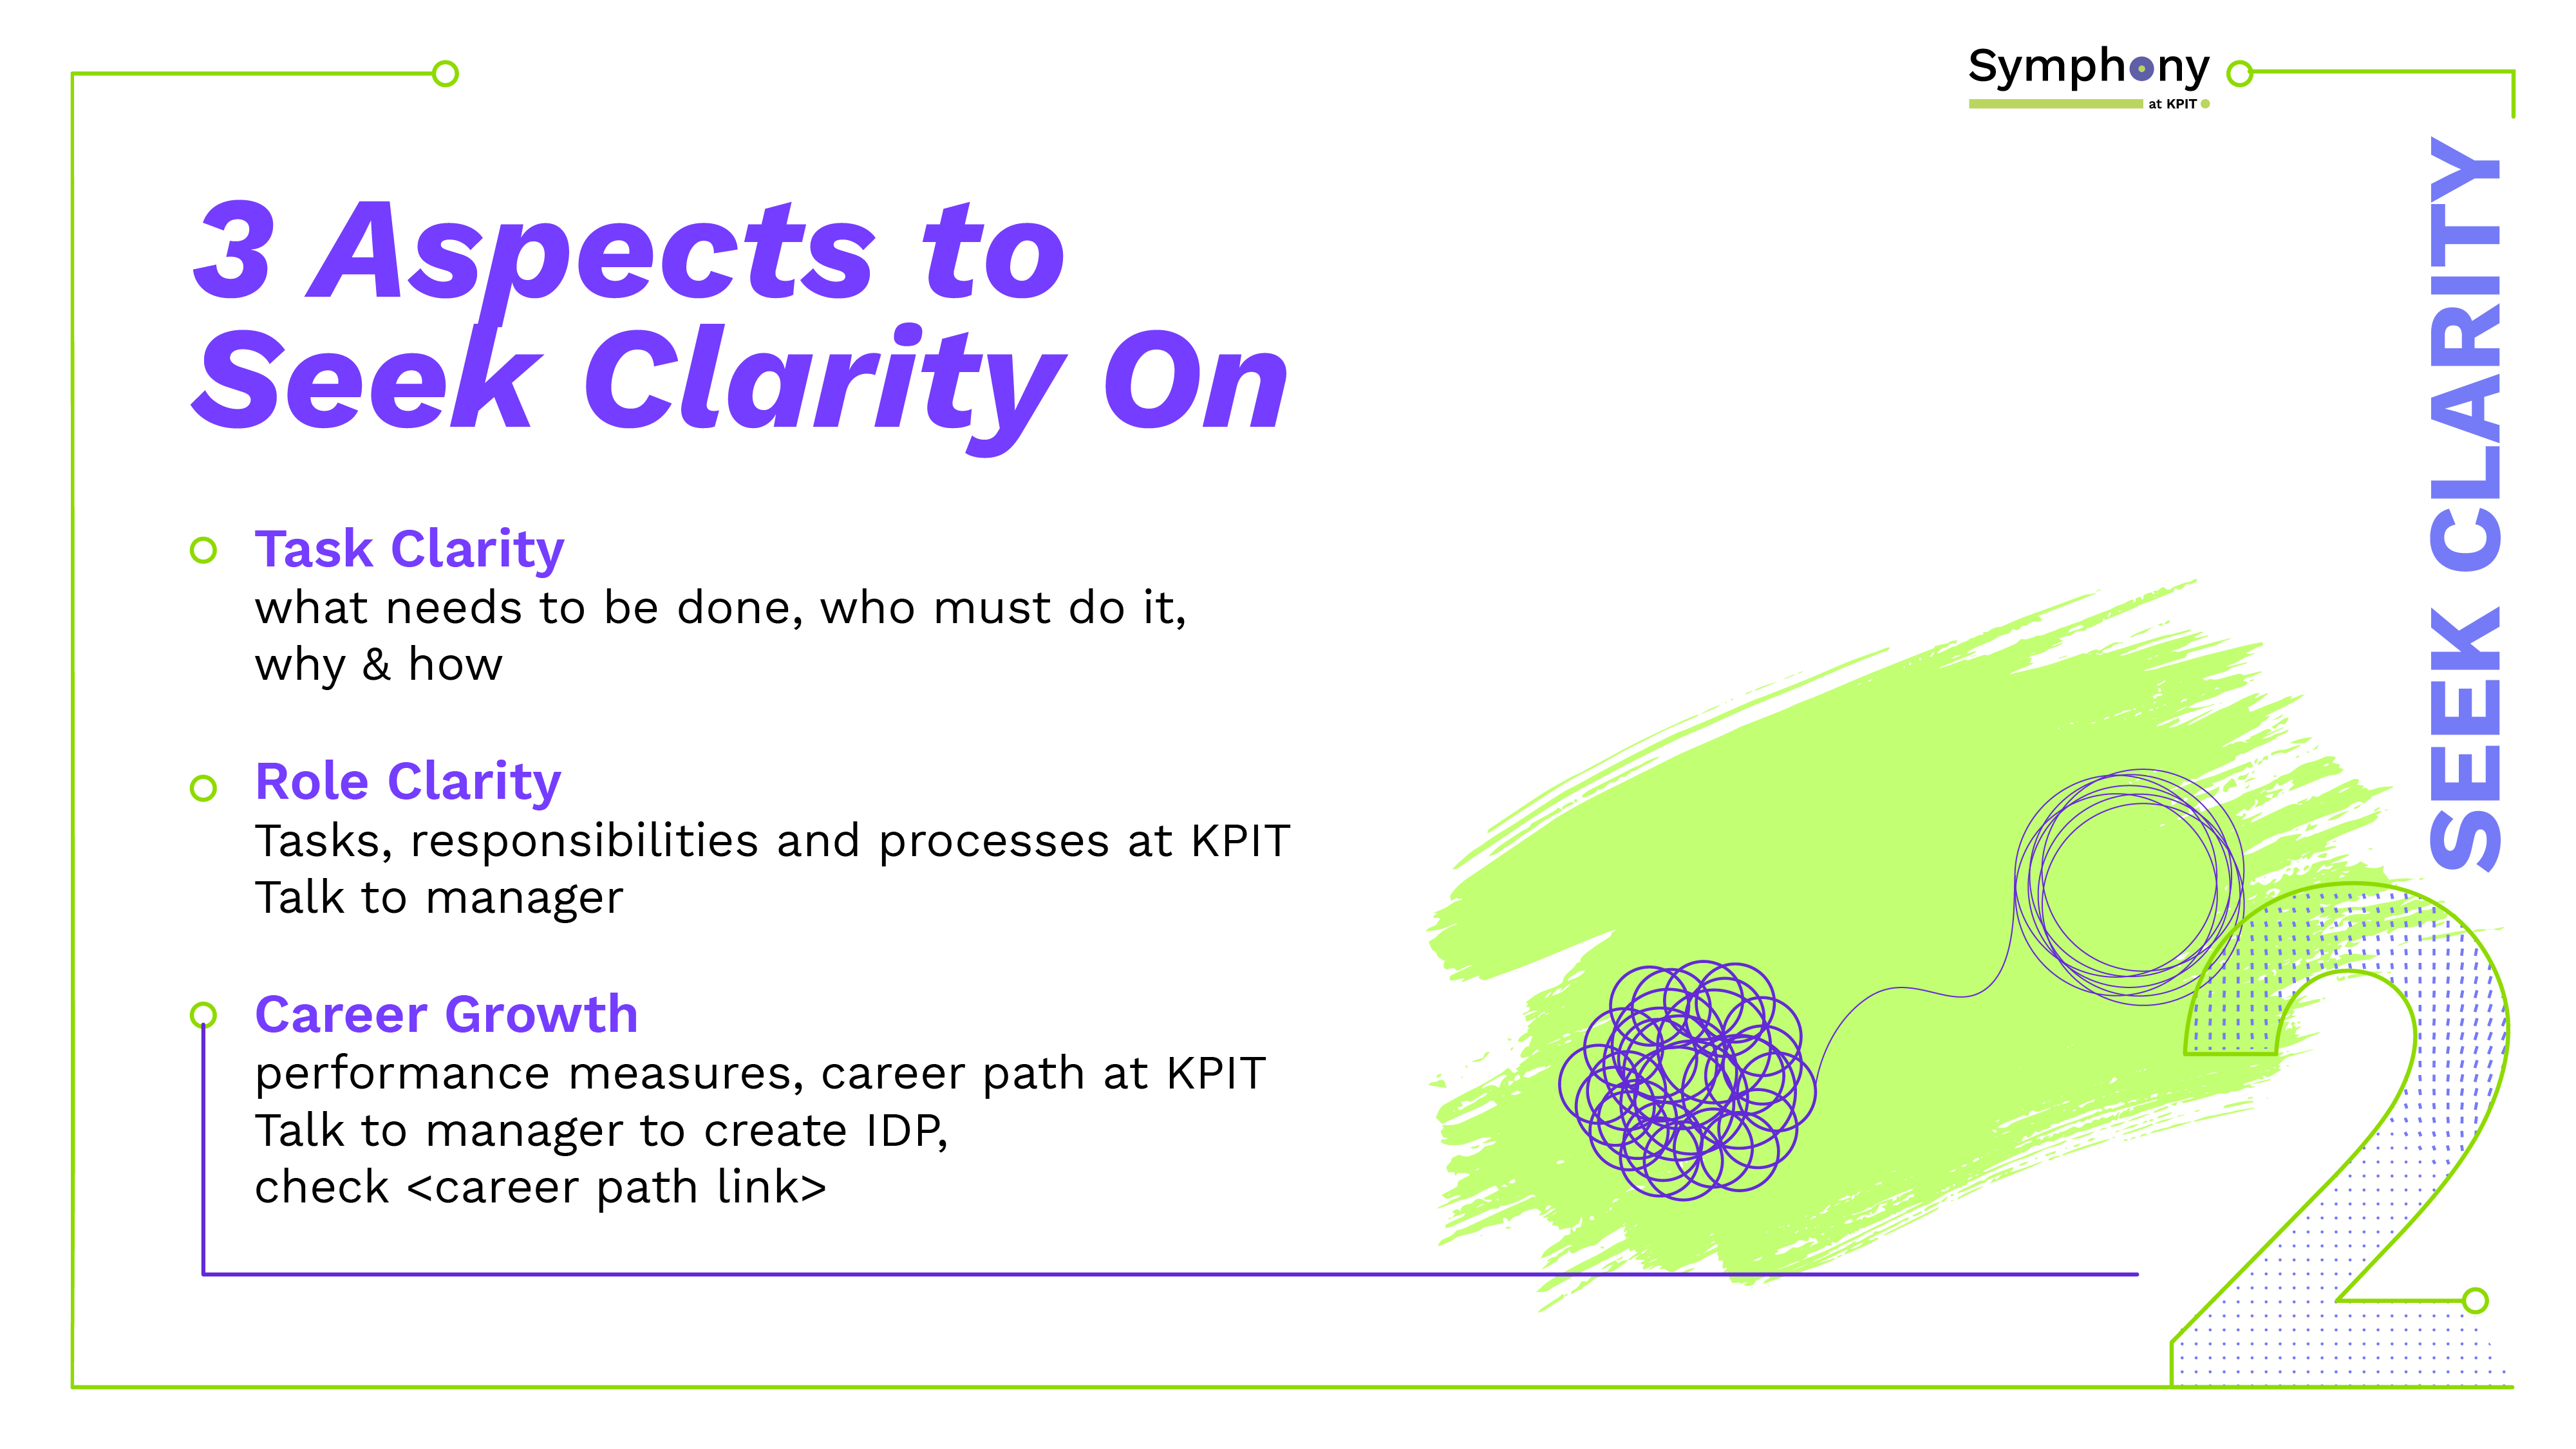 Symphony
at KPIT
3 Aspects to
Seek Clarity On
Task Clarity
what needs to be done, who must do it,
why & how
Role Clarity
Tasks, responsibilities and processes at KPIT
Talk to manager
Career Growth
performance measures, career path at KPIT
Talk to manager to create IDP,
check <career path link>
SEEK CLARITY
2